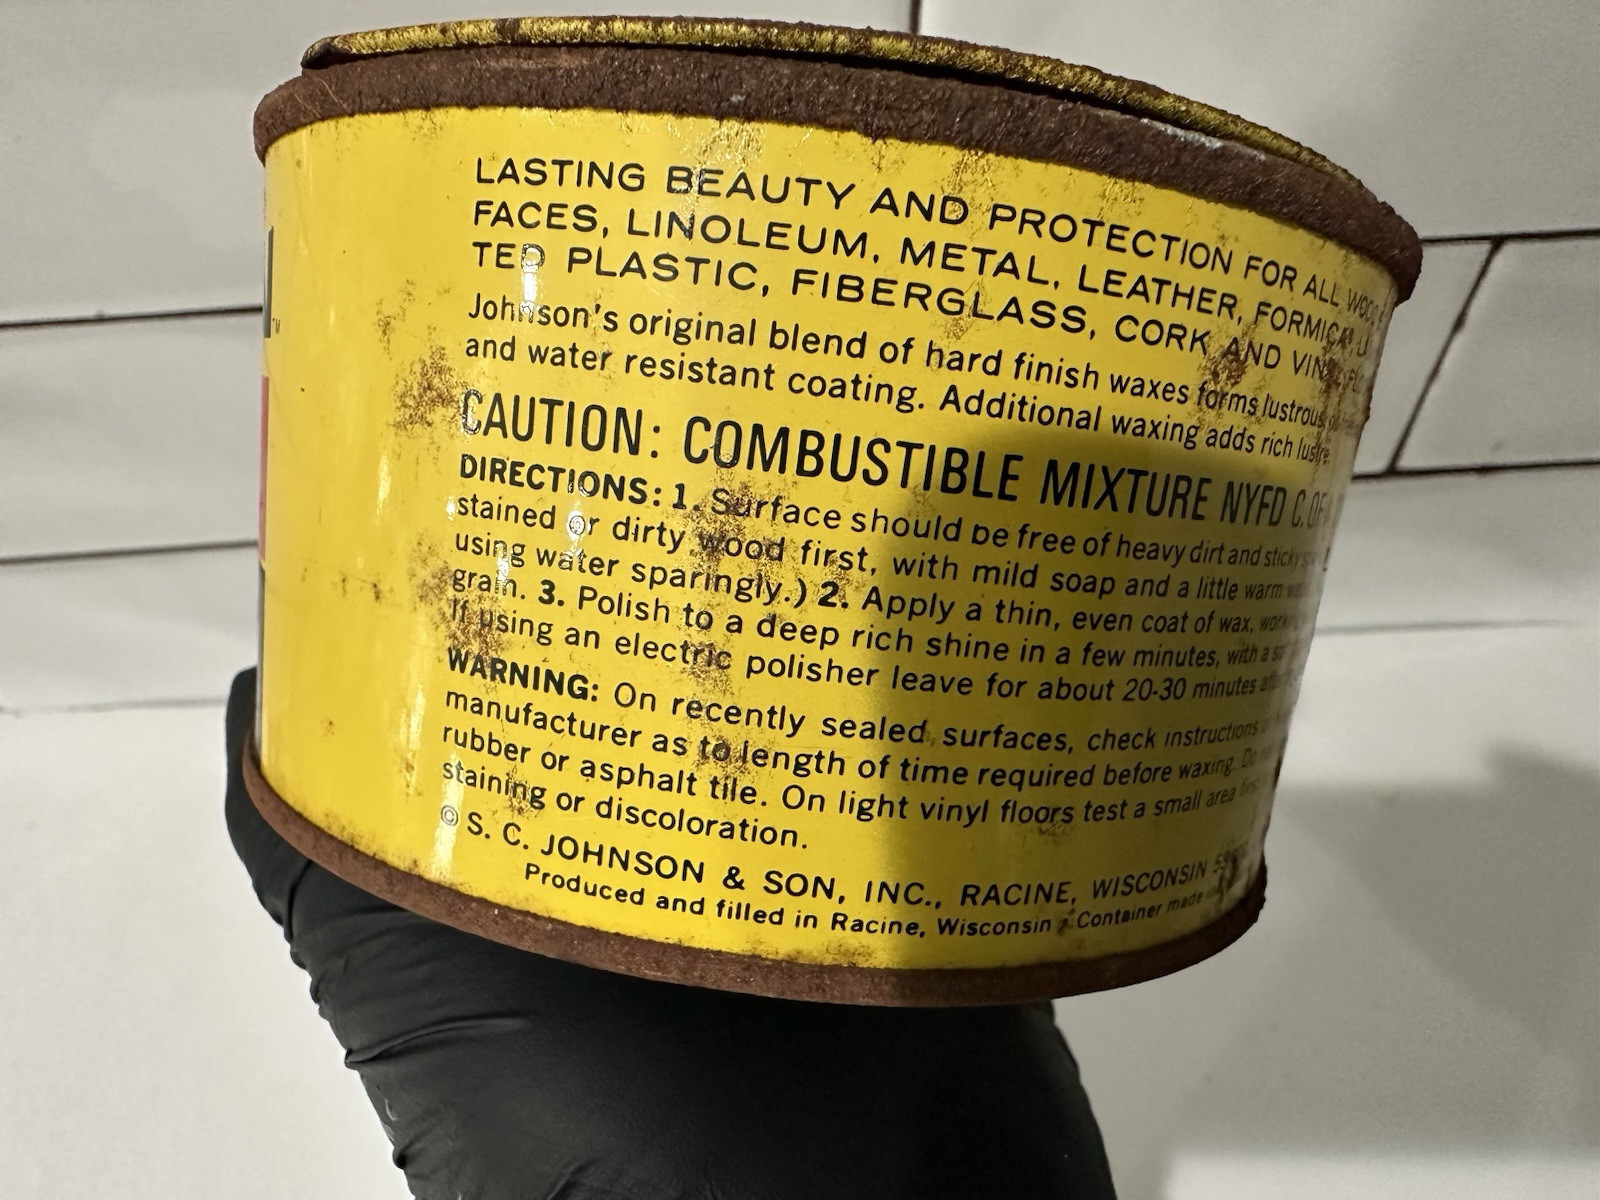 TM
LASTING BEAUTY AND PROTECTION FOR ALL WOOD
FACES, LINOLEUM, METAL, LEATHER, FORMICA
TED PLASTIC, FIBERGLASS, CORK AND VINYL
Johnson's original blend of hard finish waxes forms lustrous
and water resistant coating. Additional waxing adds rich lustre
CAUTION: COMBUSTIBLE MIXTURE NYFD C. OF
DIRECTIONS: 1. Surface should be free of heavy dirt and sticky
stained or dirty wood first, with mild soap and a little warm
using water sparingly.) 2. Apply a thin, even coat of wax,
grain. 3. Polish to a deep rich shine in a few minutes, with a
If using an electric polisher leave for about 20-30 minutes
WARNING: On recently sealed surfaces, check instructions
manufacturer as to length of time required before waxing. Do
rubber or asphalt tile. On light vinyl floors test a small area
staining or discoloration.
© S. C. JOHNSON & SON, INC., RACINE, WISCONSIN
Produced and filled in Racine, Wisconsin • Container made